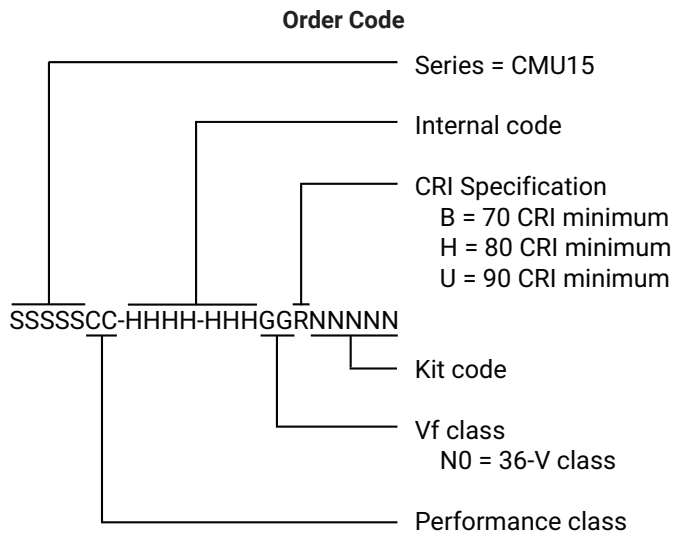 Order Code
Series = CMU15
Internal code
CRI Specification
B = 70 CRI minimum
H = 80 CRI minimum
U = 90 CRI minimum
SSSSSCC-HHHH-HHHGGRNNNNN
Kit code
Vf class
N0 = 36-V class
Performance class